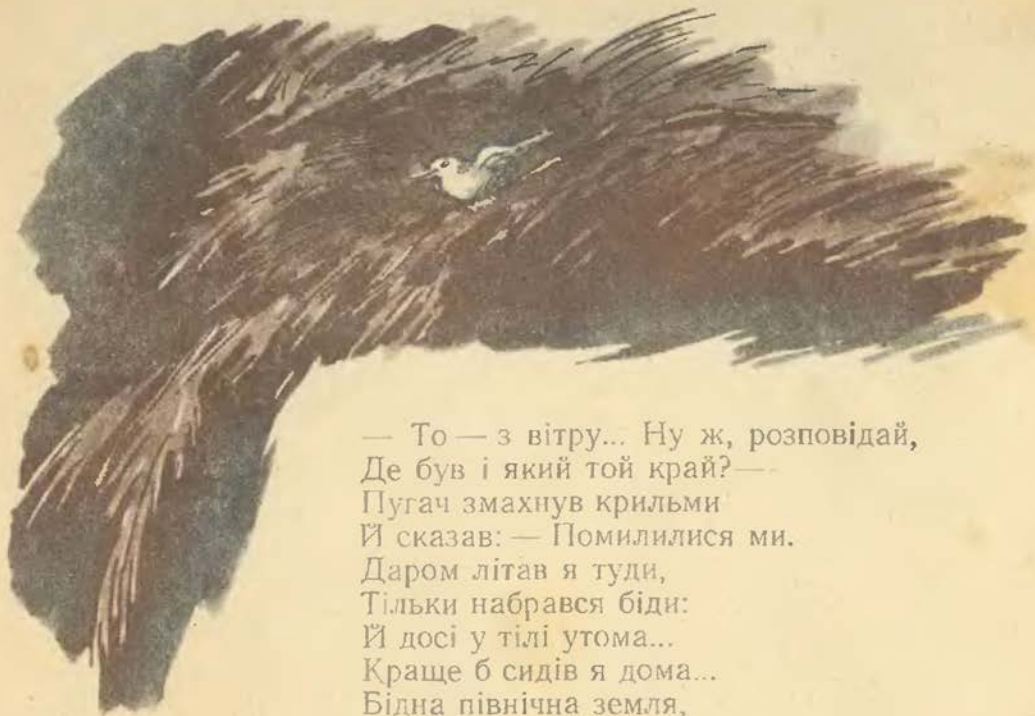 — То — з вітру... Ну ж, розповідай,
Де був і який той край? —
Пугач змахнув крильми
Й сказав: — Помилилися ми.
Даром літав я туди,
Тільки набрався біди:
Й досі у тілі утома...
Краще б сидів я дома...
Бідна північна земля,